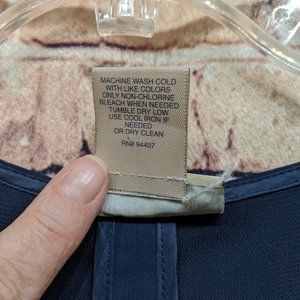 MACHINE WASH COLD
WITH LIKE COLORS
ONLY NON-CHLORINE
BLEACH WHEN NEEDED
TUMBLE DRY LOW
USE COOL IRON IF
NEEDED
OR DRY CLEAN
RN# 94407